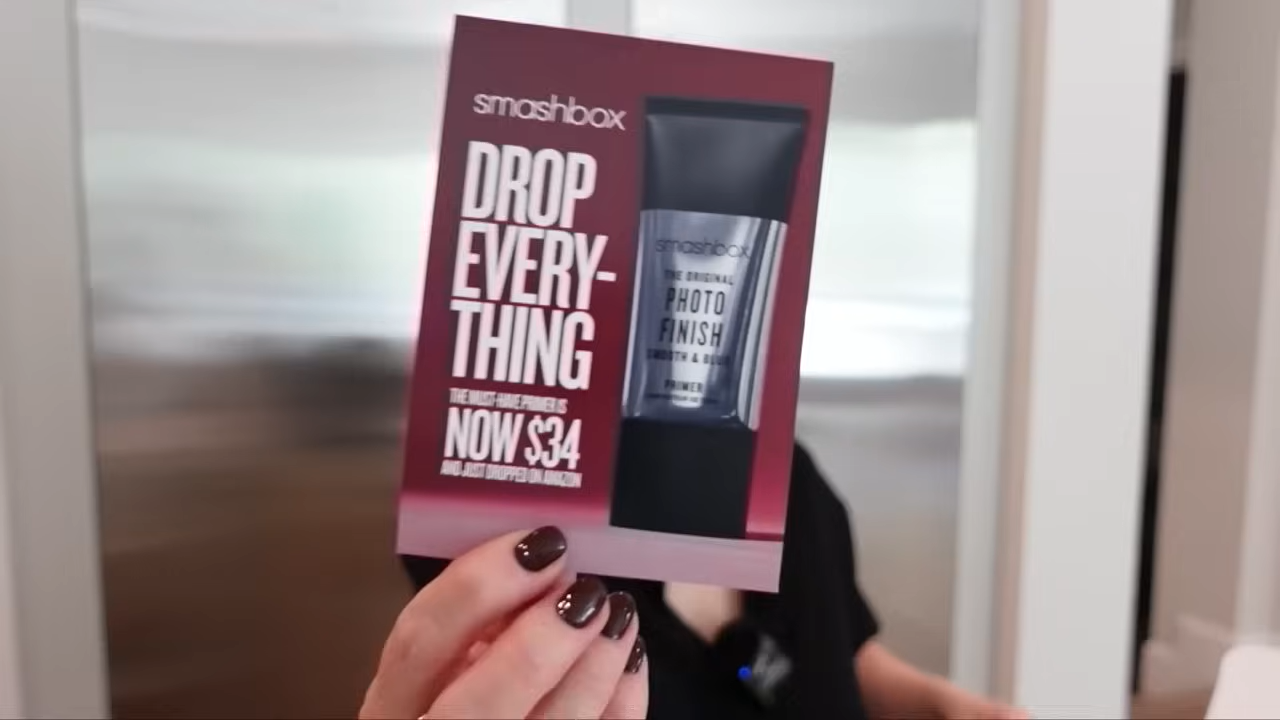 smashbox
DROP
EVERY-
THING
THE MUST-HAVE PRIMER IS
NOW $34
AND JUST DROPPED ON AMAZON
smashbox
THE ORIGINAL
PHOTO
FINISH
SMOOTH & BLUR
PRIMER